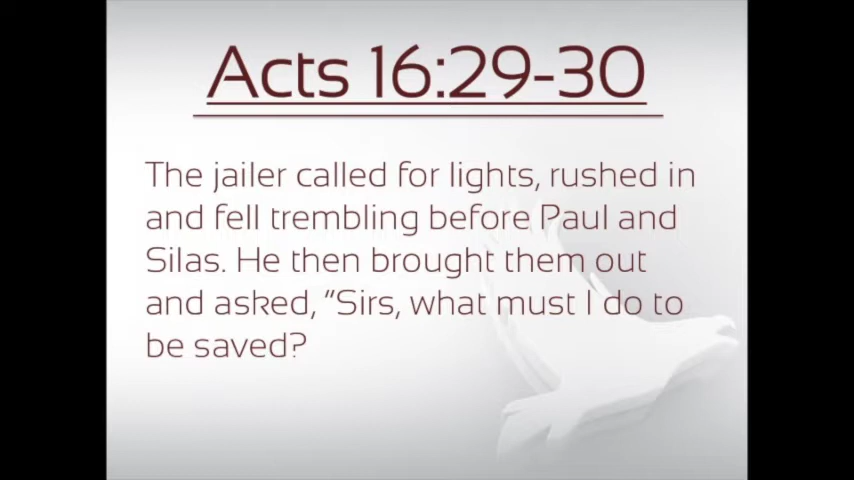 Acts 16:29-30
The jailer called for lights, rushed in
and fell trembling before Paul and
Silas. He then brought them out
and asked, "Sirs, what must I do to
be saved?